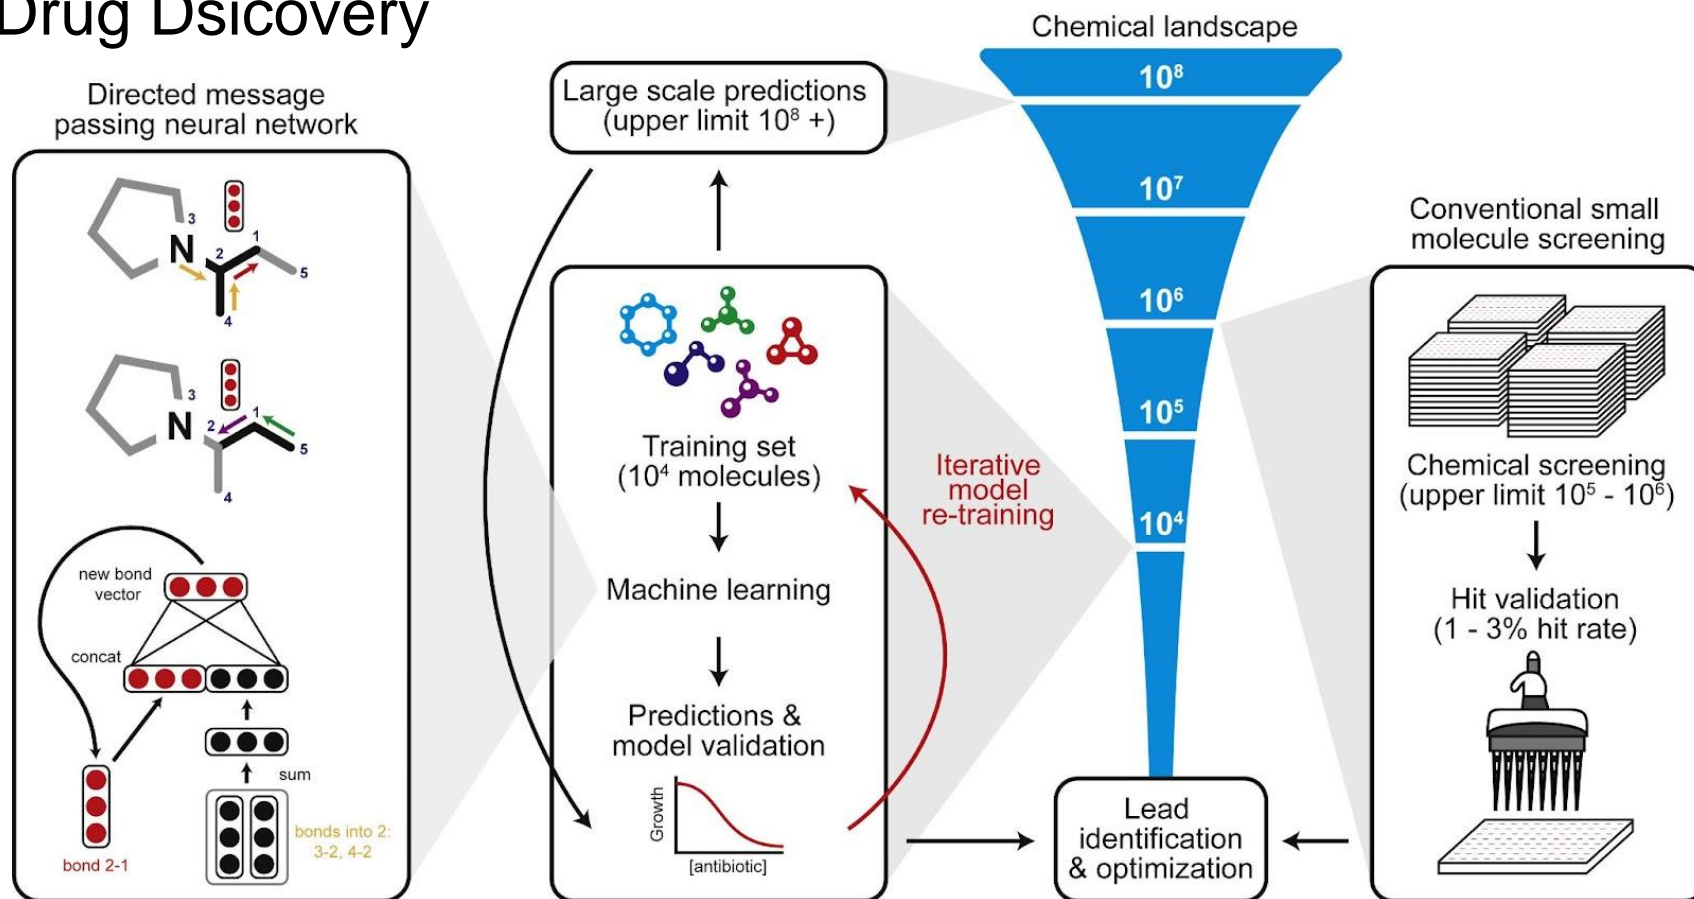 Drug Dsicovery
Directed message
passing neural network
3
N
2
1
5
4
3
N
2
1
5
4
new bond
vector
concat
sum
bonds into 2:
3-2, 4-2
bond 2-1
Large scale predictions
(upper limit 10⁸ +)
Training set
(10⁴ molecules)
Machine learning
Predictions &
model validation
Growth
[antibiotic]
Iterative
model
re-training
Chemical landscape
10⁸
10⁷
10⁶
10⁵
10⁴
Lead
identification
& optimization
Conventional small
molecule screening
Chemical screening
(upper limit 10⁵ - 10⁶)
Hit validation
(1 - 3% hit rate)